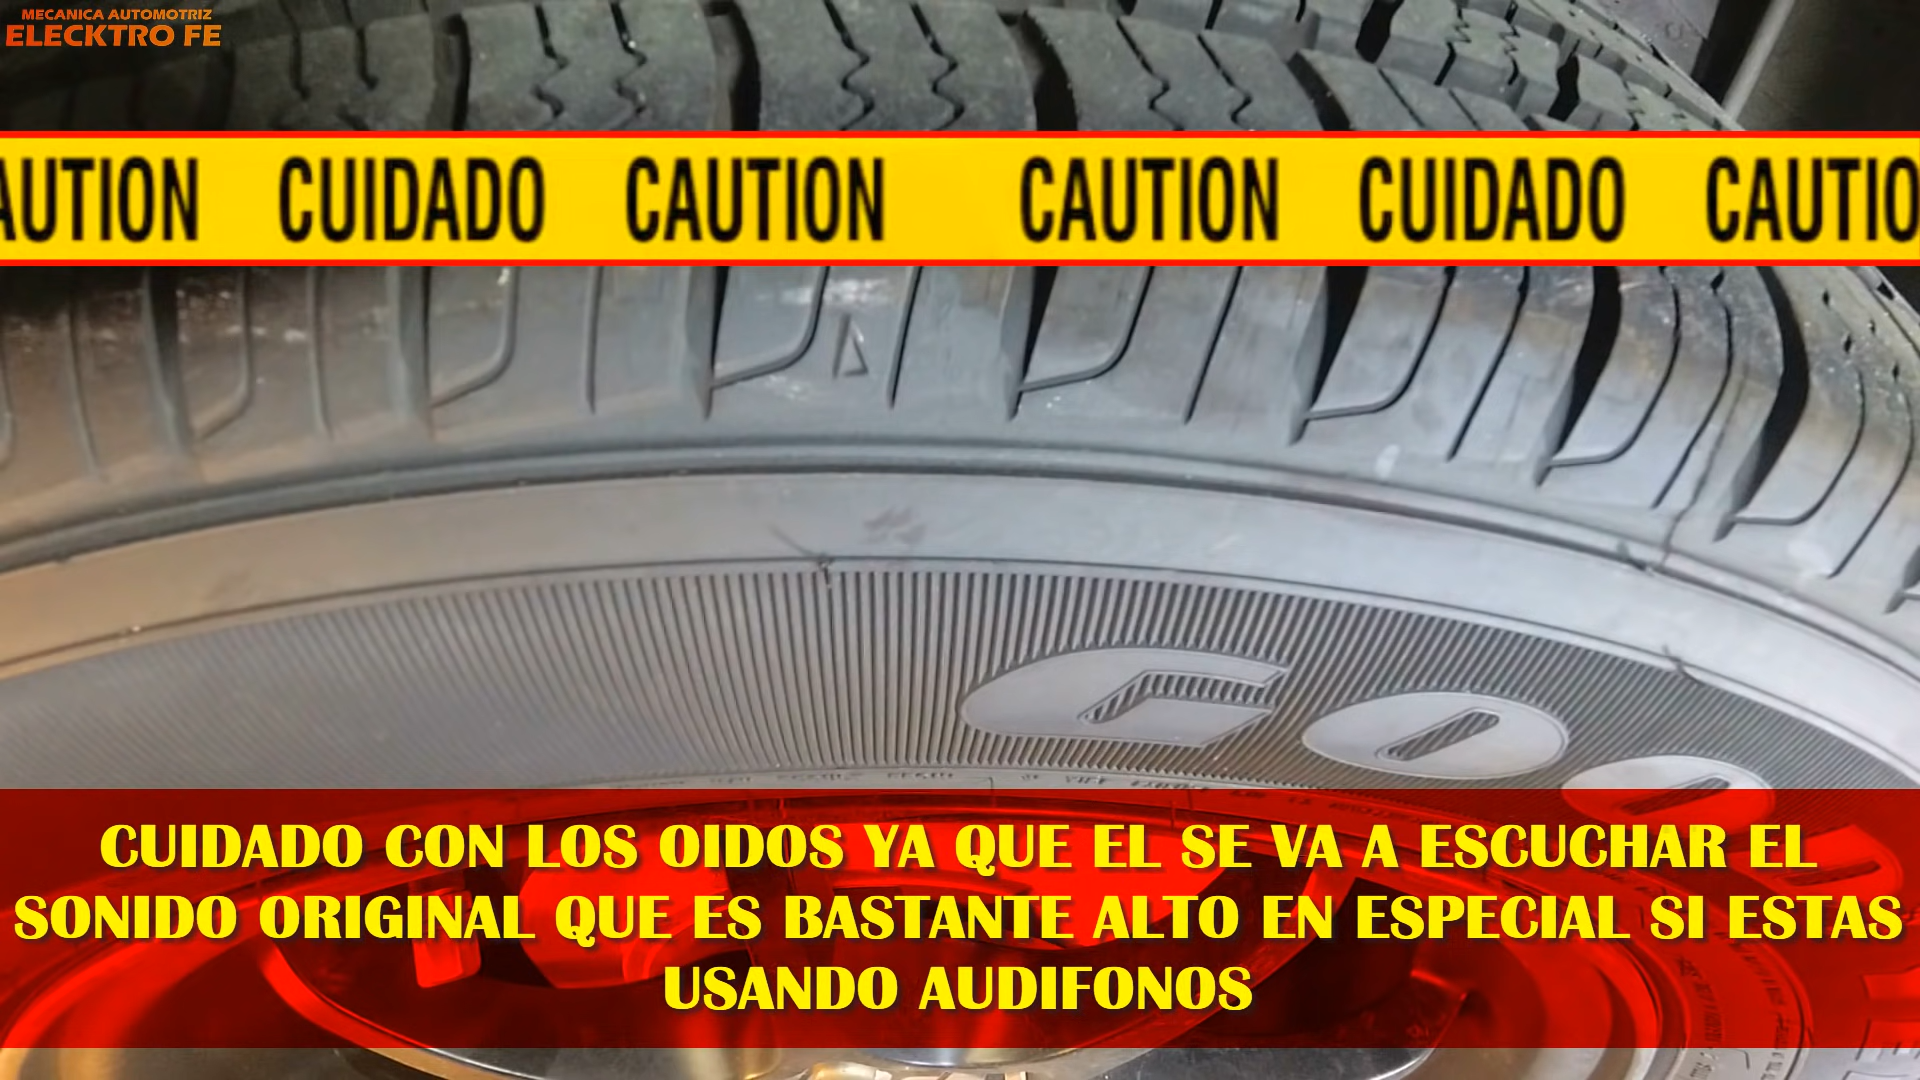 MECANICA AUTOMOTRIZ
ELECKTRO FE
AUTION CUIDADO CAUTION CAUTION CUIDADO CAUTIO
GOO
CUIDADO CON LOS OIDOS YA QUE EL SE VA A ESCUCHAR EL
SONIDO ORIGINAL QUE ES BASTANTE ALTO EN ESPECIAL SI ESTAS
USANDO AUDIFONOS